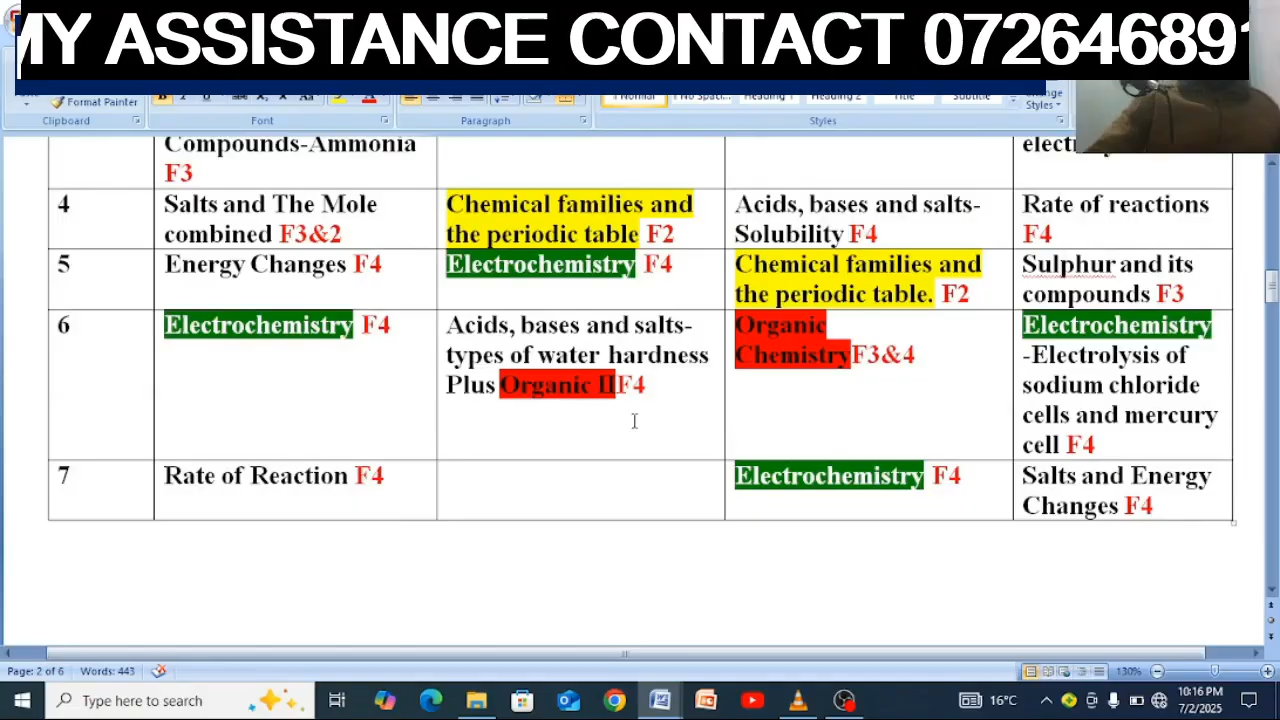 MY ASSISTANCE CONTACT 072646891
Format Painter
Clipboard
Font
Paragraph
Styles
Heading 1
Heading 2
Title
Subtitle
Change
Styles
Compounds-Ammonia
F3
4
Salts and The Mole
combined F3&2
Chemical families and
the periodic table F2
Acids, bases and salts-
Solubility F4
Rate of reactions
F4
5
Energy Changes F4
Electrochemistry F4
Chemical families and
the periodic table. F2
Sulphur and its
compounds F3
6
Electrochemistry F4
Acids, bases and salts-
types of water hardness
Plus Organic II F4
Organic
Chemistry F3&4
Electrochemistry
-Electrolysis of
sodium chloride
cells and mercury
cell F4
7
Rate of Reaction F4
Electrochemistry F4
Salts and Energy
Changes F4
Page: 2 of 6
Words: 443
130%
Type here to search
16°C
10:16 PM
7/2/2025